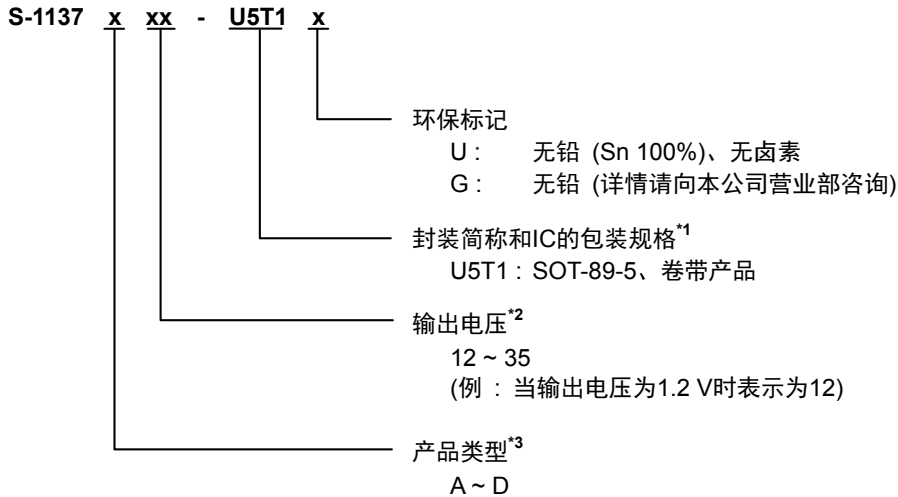 S-1137 x xx - U5T1 x
环保标记
U : 无铅 (Sn 100%)、无卤素
G : 无铅 (详情请向本公司营业部咨询)
封装简称和IC的包装规格*1
U5T1 : SOT-89-5、卷带产品
输出电压*2
12 ~ 35
(例 : 当输出电压为1.2 V时表示为12)
产品类型*3
A ~ D